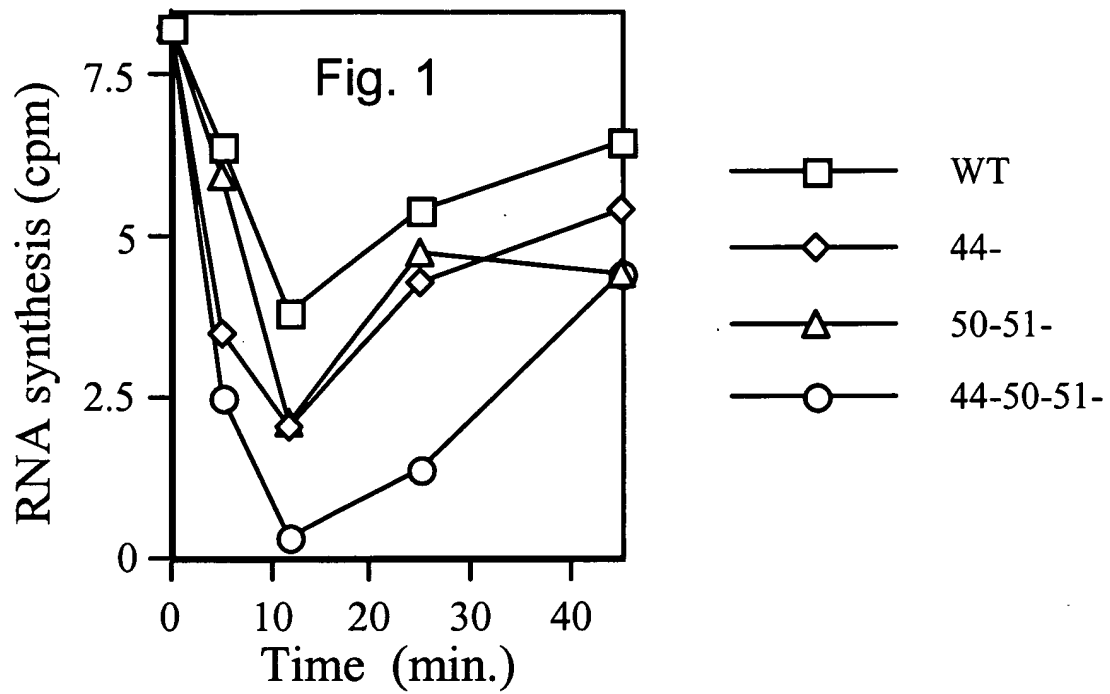 Fig. 1
RNA synthesis (cpm)
7.5
5
2.5
0
0 10 20 30 40
Time (min.)
WT
44-
50-51-
44-50-51-